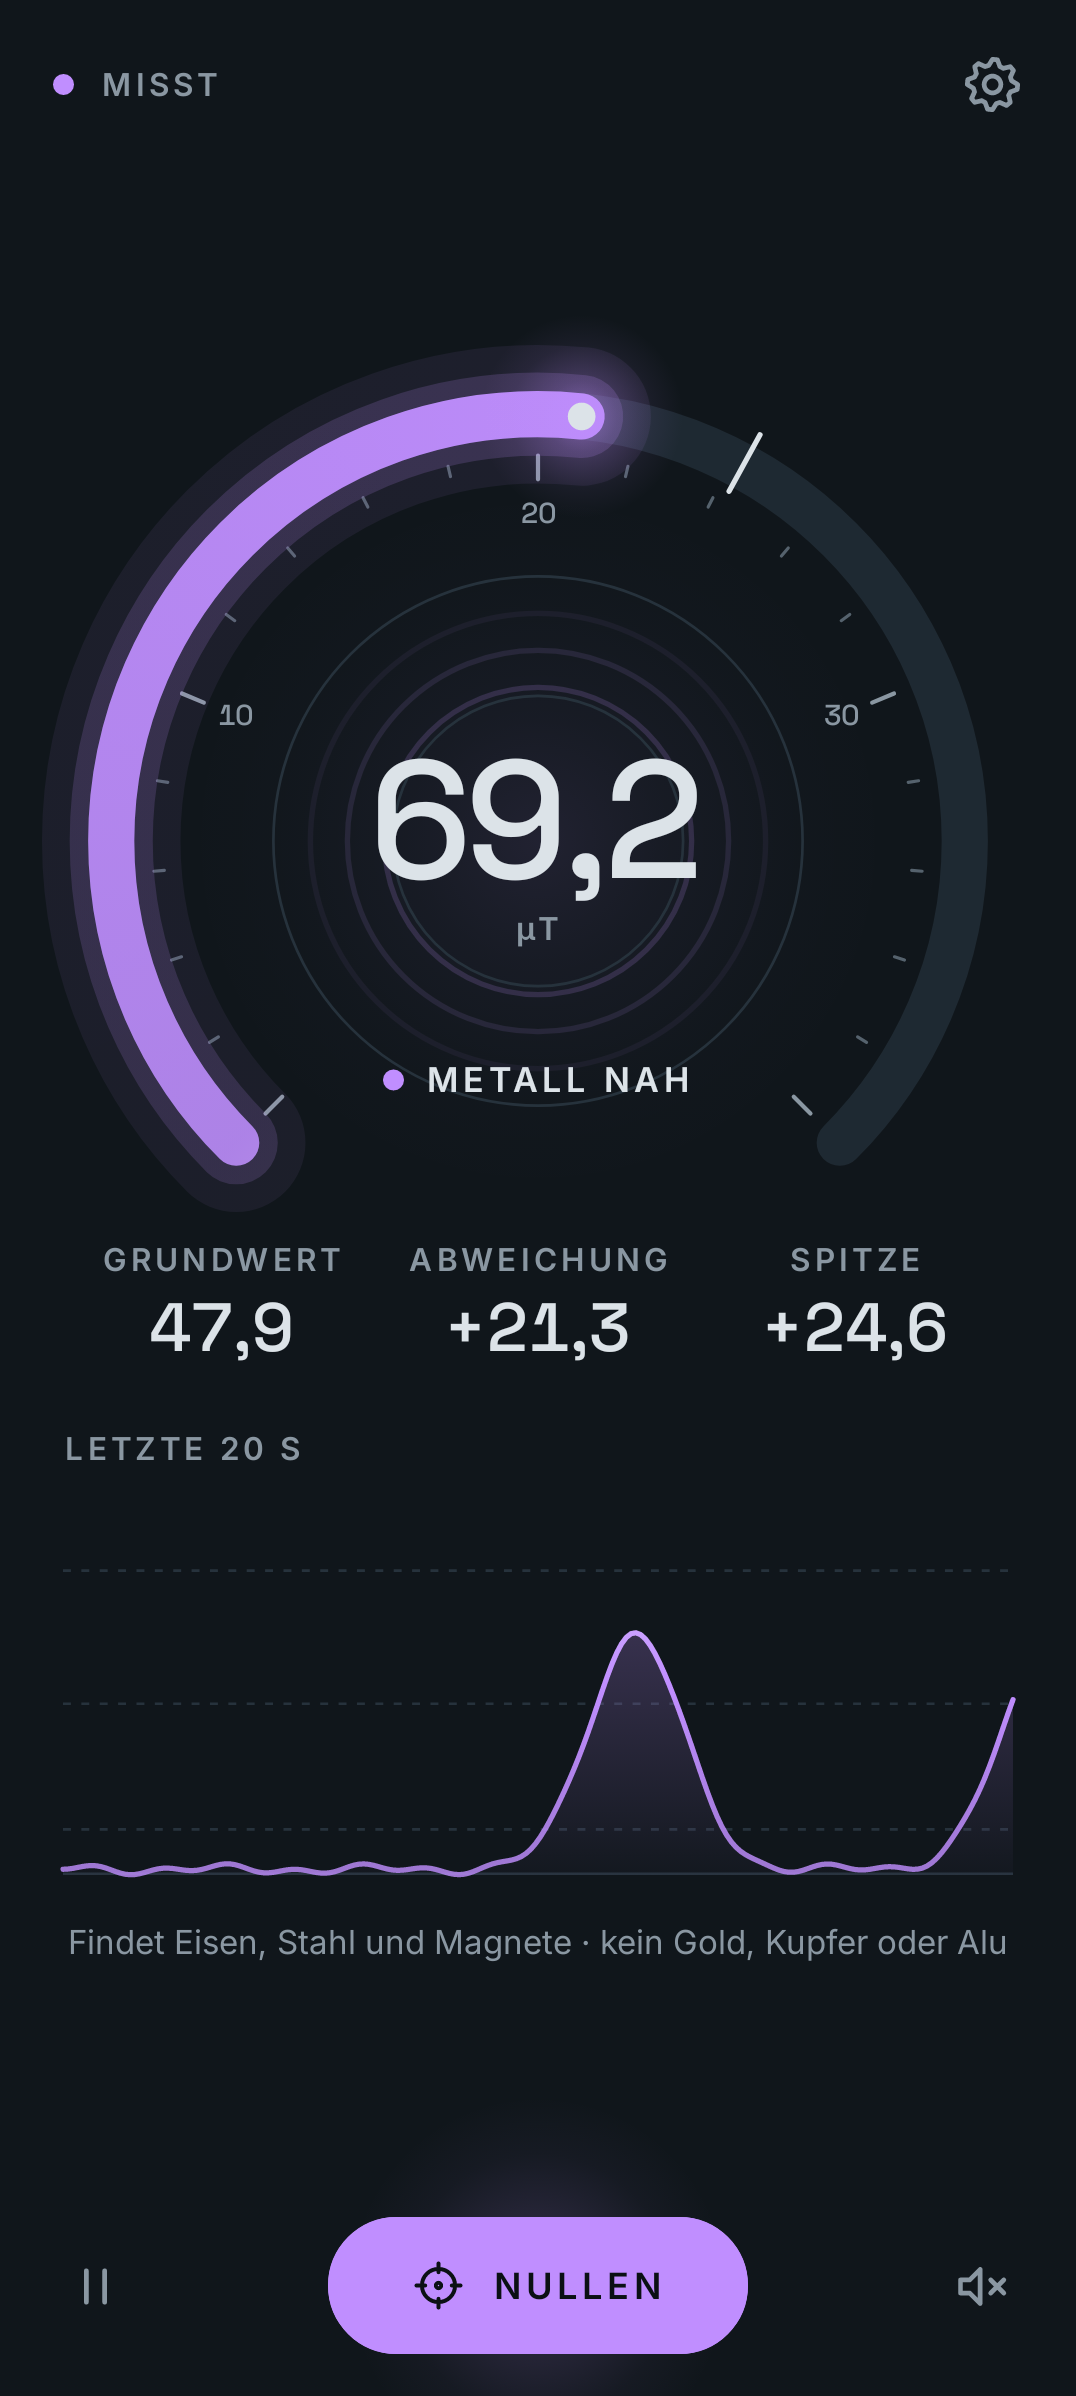 MISST
20
10
30
69,2
µT
METALL NAH
GRUNDWERT ABWEICHUNG SPITZE
47,9 +21,3 +24,6
LETZTE 20 S
Findet Eisen, Stahl und Magnete · kein Gold, Kupfer oder Alu
NULLEN